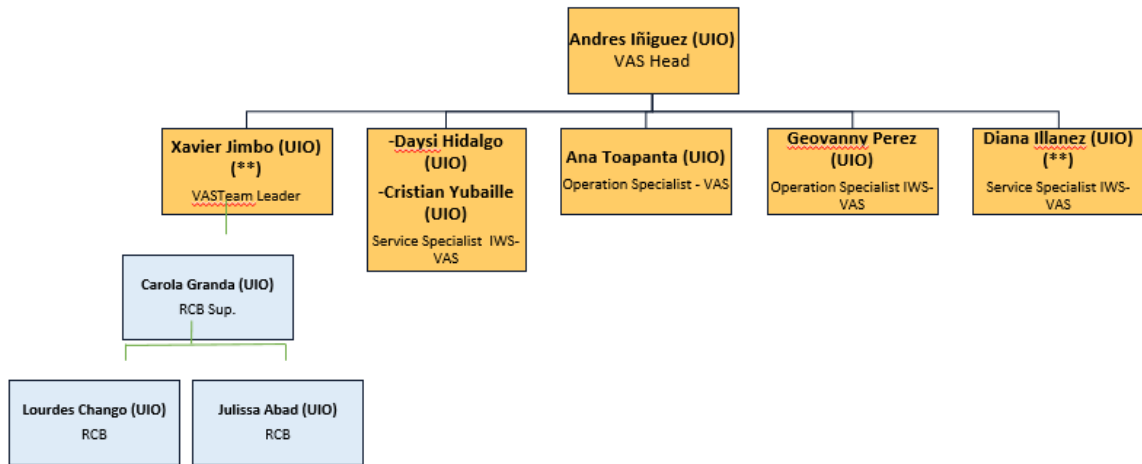 Andres Iñiguez (UIO)
VAS Head
Xavier Jimbo (UIO)
(**)
VASTeam Leader
-Daysi Hidalgo
(UIO)
-Cristian Yubaille
(UIO)
Service Specialist IWS-
VAS
Ana Toapanta (UIO)
Operation Specialist - VAS
Geovanny Perez
(UIO)
Operation Specialist IWS-
VAS
Diana Illanez (UIO)
(**)
Service Specialist IWS-
VAS
Carola Granda (UIO)
RCB Sup.
Lourdes Chango (UIO)
RCB
Julissa Abad (UIO)
RCB